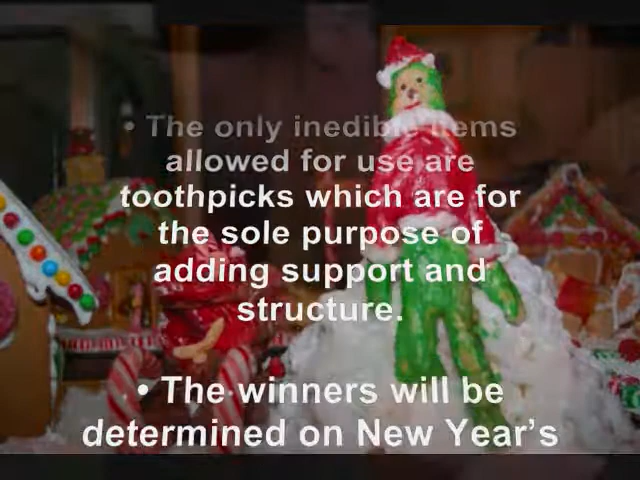 • The only inedible items
allowed for use are
toothpicks which are for
the sole purpose of
adding support and
structure.
• The winners will be
determined on New Year’s